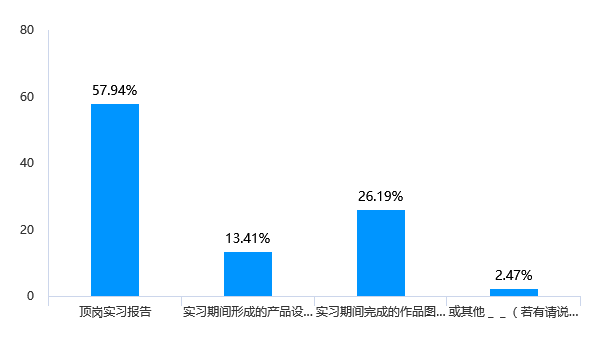 80
60
40
20
0
57.94%
13.41%
26.19%
2.47%
顶岗实习报告
实习期间形成的产品设...
实习期间完成的作品图...
或其他 _ _（ 若有请说...